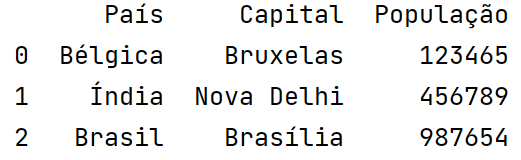 País Capital População
0 Bélgica Bruxelas 123465
1 Índia Nova Delhi 456789
2 Brasil Brasília 987654